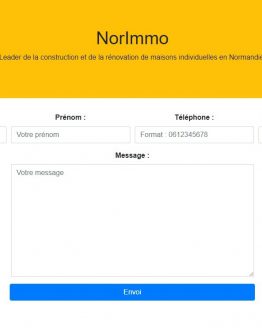 NorImmo
Leader de la construction et de la rénovation de maisons individuelles en Normandie
Prénom : Téléphone :
Votre prénom Format : 0612345678
Message :
Votre message
Envoi